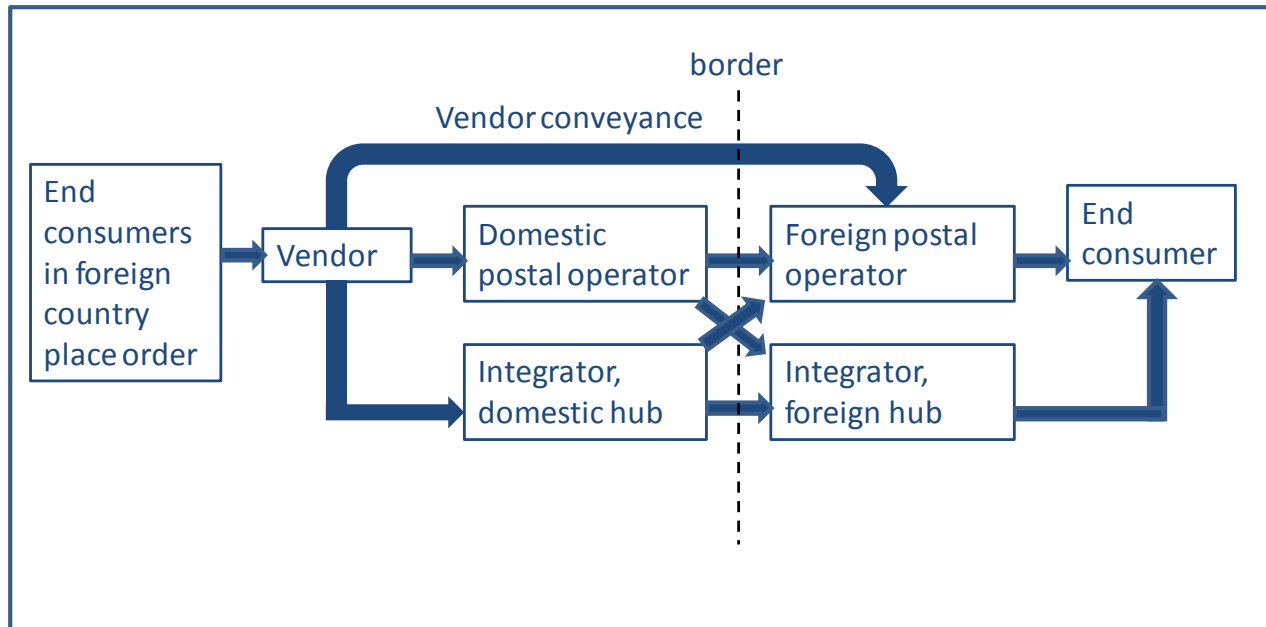 border
Vendor conveyance
End
consumers
in foreign
country
place order
Vendor
Domestic
postal operator
Foreign postal
operator
End
consumer
Integrator,
domestic hub
Integrator,
foreign hub